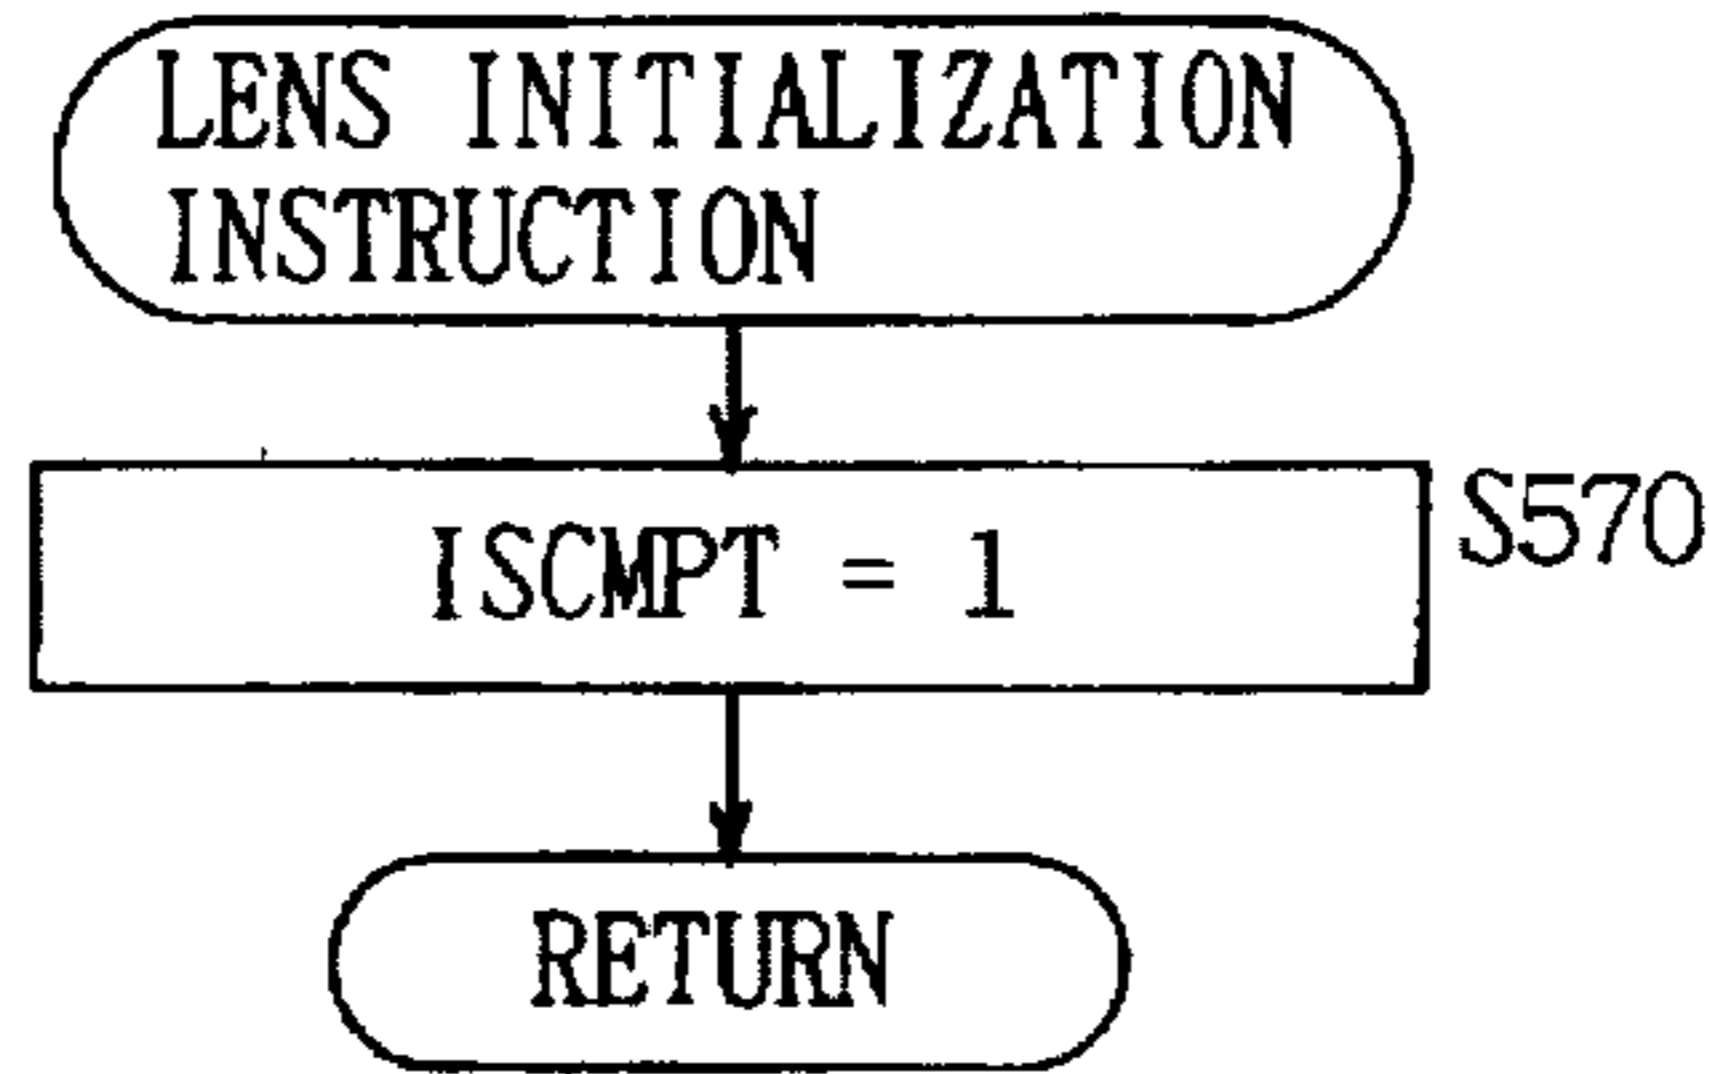 LENS INITIALIZATION
INSTRUCTION
ISCMPT = 1
S570
RETURN